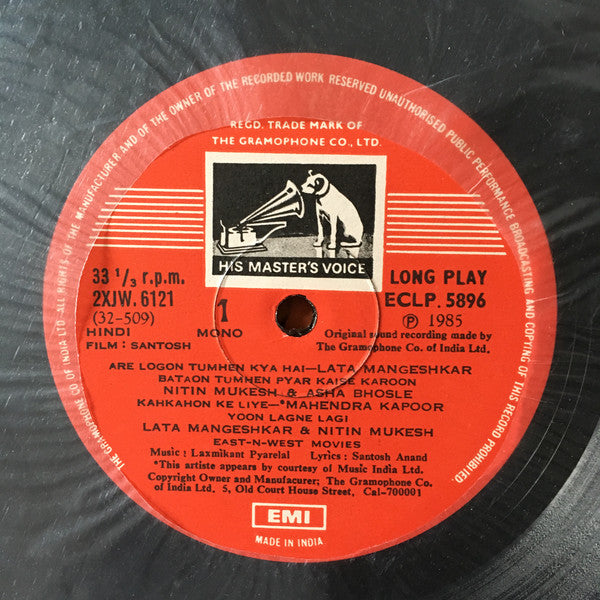 THE GRAMOPHONE CO. OF INDIA LTD.-ALL RIGHTS OF THE MANUFACTURER AND OF THE OWNER OF THE RECORDED WORK RESERVED UNAUTHORISED PUBLIC PERFORMANCE BROADCASTING AND COPYING OF THIS RECORD PROHIBITED
REGD. TRADE MARK OF
THE GRAMOPHONE CO., LTD.
HIS MASTER'S VOICE
33 1/3 r.p.m.
2XJW. 6121
(32-509)
HINDI
FILM : SANTOSH
1
MONO
LONG PLAY
ECLP. 5896
Ⓟ 1985
Original sound recording made by
The Gramophone Co. of India Ltd.
ARE LOGON TUMHEN KYA HAI—LATA MANGESHKAR
BATAON TUMHEN PYAR KAISE KAROON
NITIN MUKESH & ASHA BHOSLE
KAHKAHON KE LIYE—*MAHENDRA KAPOOR
YOON LAGNE LAGI
LATA MANGESHKAR & NITIN MUKESH
EAST-N-WEST MOVIES
Music : Laxmikant Pyarelal Lyrics : Santosh Anand
*This artiste appears by courtesy of Music India Ltd.
Copyright Owner and Manufacturer; The Gramophone Co.
of India Ltd. 5, Old Court House Street, Cal-700001
EMI
MADE IN INDIA